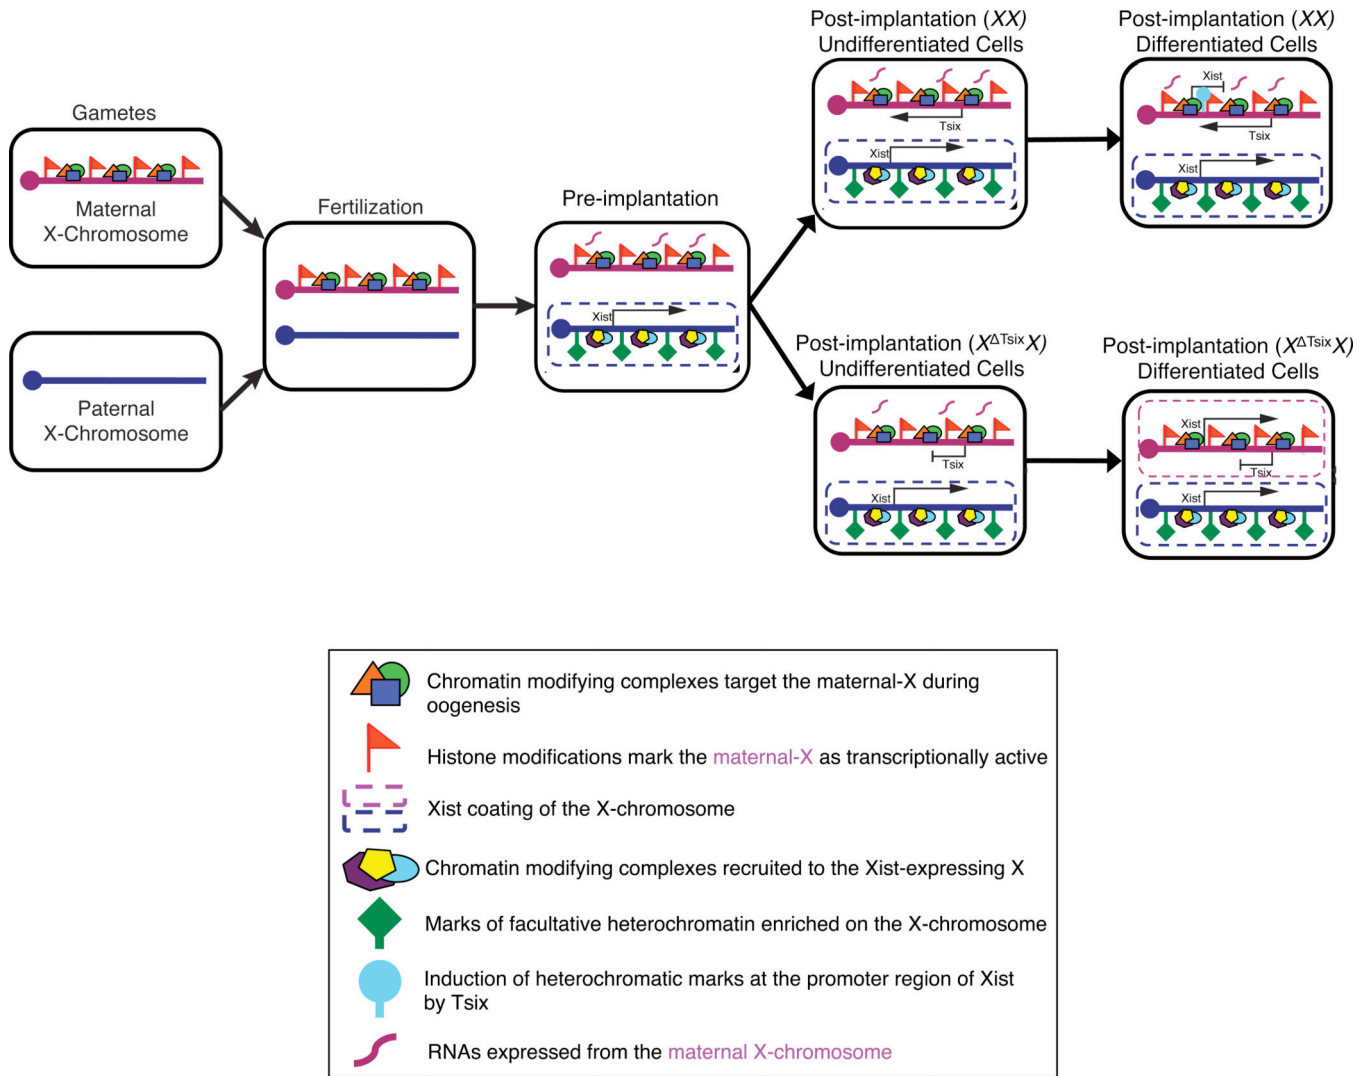 Gametes
Maternal
X-Chromosome
Paternal
X-Chromosome
Fertilization
Pre-implantation
Xist
Post-implantation (XX)
Undifferentiated Cells
Tsix
Xist
Post-implantation (XX)
Differentiated Cells
Xist
Tsix
Xist
Post-implantation (X^ΔTsix X)
Undifferentiated Cells
Tsix
Xist
Post-implantation (X^ΔTsix X)
Differentiated Cells
Xist
Tsix
Xist
Chromatin modifying complexes target the maternal-X during
oogenesis
Histone modifications mark the maternal-X as transcriptionally active
Xist coating of the X-chromosome
Chromatin modifying complexes recruited to the Xist-expressing X
Marks of facultative heterochromatin enriched on the X-chromosome
Induction of heterochromatic marks at the promoter region of Xist
by Tsix
RNAs expressed from the maternal X-chromosome